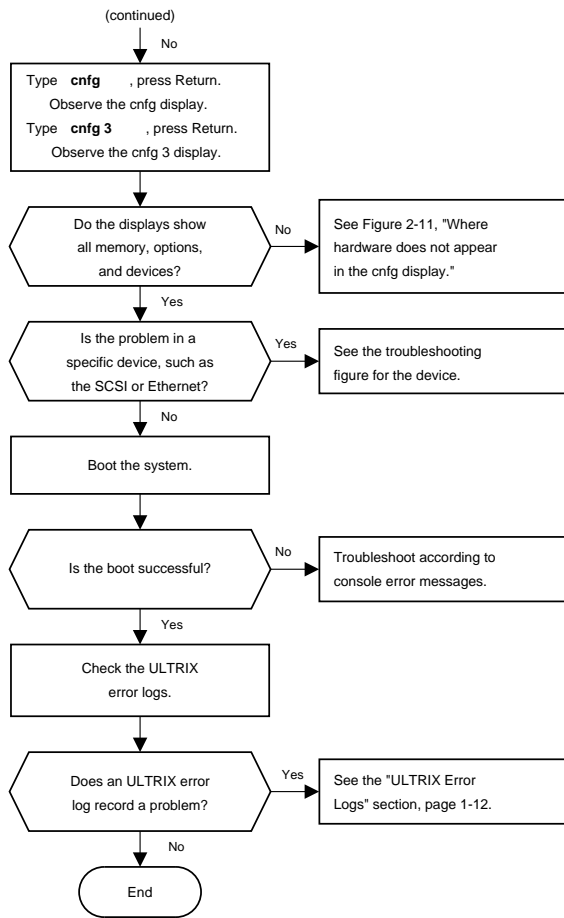 (continued)
No
Type cnfg , press Return.
Observe the cnfg display.
Type cnfg 3 , press Return.
Observe the cnfg 3 display.
Do the displays show
all memory, options,
and devices?
No
See Figure 2-11, "Where
hardware does not appear
in the cnfg display."
Yes
Is the problem in a
specific device, such as
the SCSI or Ethernet?
Yes
See the troubleshooting
figure for the device.
No
Boot the system.
Is the boot successful?
No
Troubleshoot according to
console error messages.
Yes
Check the ULTRIX
error logs.
Does an ULTRIX error
log record a problem?
Yes
See the "ULTRIX Error
Logs" section, page 1-12.
No
End